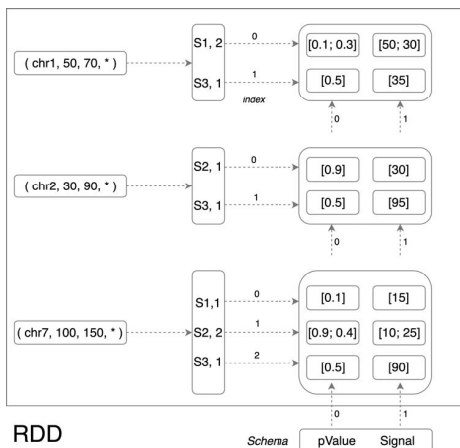 S1, 2
0
[0.1; 0.3]
[50; 30]
( chr1, 50, 70, * )
S3, 1
1
[0.5]
[35]
index
0
1
S2, 1
0
[0.9]
[30]
( chr2, 30, 90, * )
S3, 1
1
[0.5]
[95]
0
1
S1,1
0
[0.1]
[15]
( chr7, 100, 150, * )
S2, 2
1
[0.9; 0.4]
[10; 25]
S3, 1
2
[0.5]
[90]
0
1
RDD
Schema
pValue
Signal